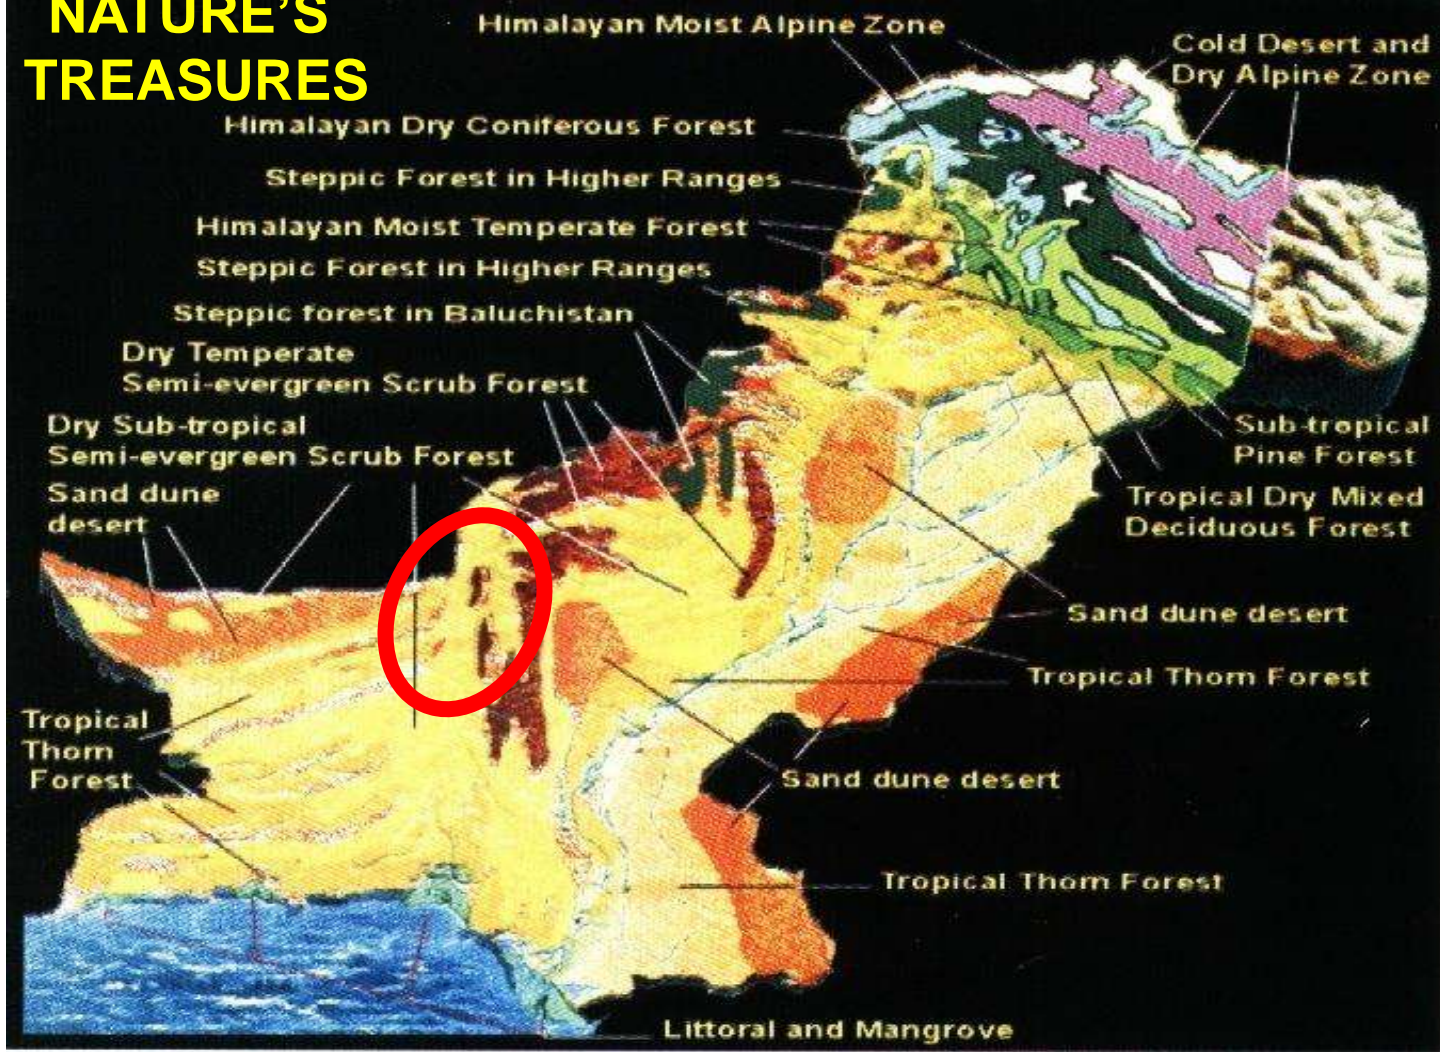 NATURE'S
TREASURES
Himalayan Moist Alpine Zone
Cold Desert and
Dry Alpine Zone
Himalayan Dry Coniferous Forest
Steppic Forest in Higher Ranges
Himalayan Moist Temperate Forest
Steppic Forest in Higher Ranges
Steppic forest in Baluchistan
Dry Temperate
Semi-evergreen Scrub Forest
Dry Sub-tropical
Semi-evergreen Scrub Forest
Sand dune
desert
Sub-tropical
Pine Forest
Tropical Dry Mixed
Deciduous Forest
Sand dune desert
Tropical Thorn Forest
Tropical
Thorn
Forest
Sand dune desert
Tropical Thorn Forest
Littoral and Mangrove